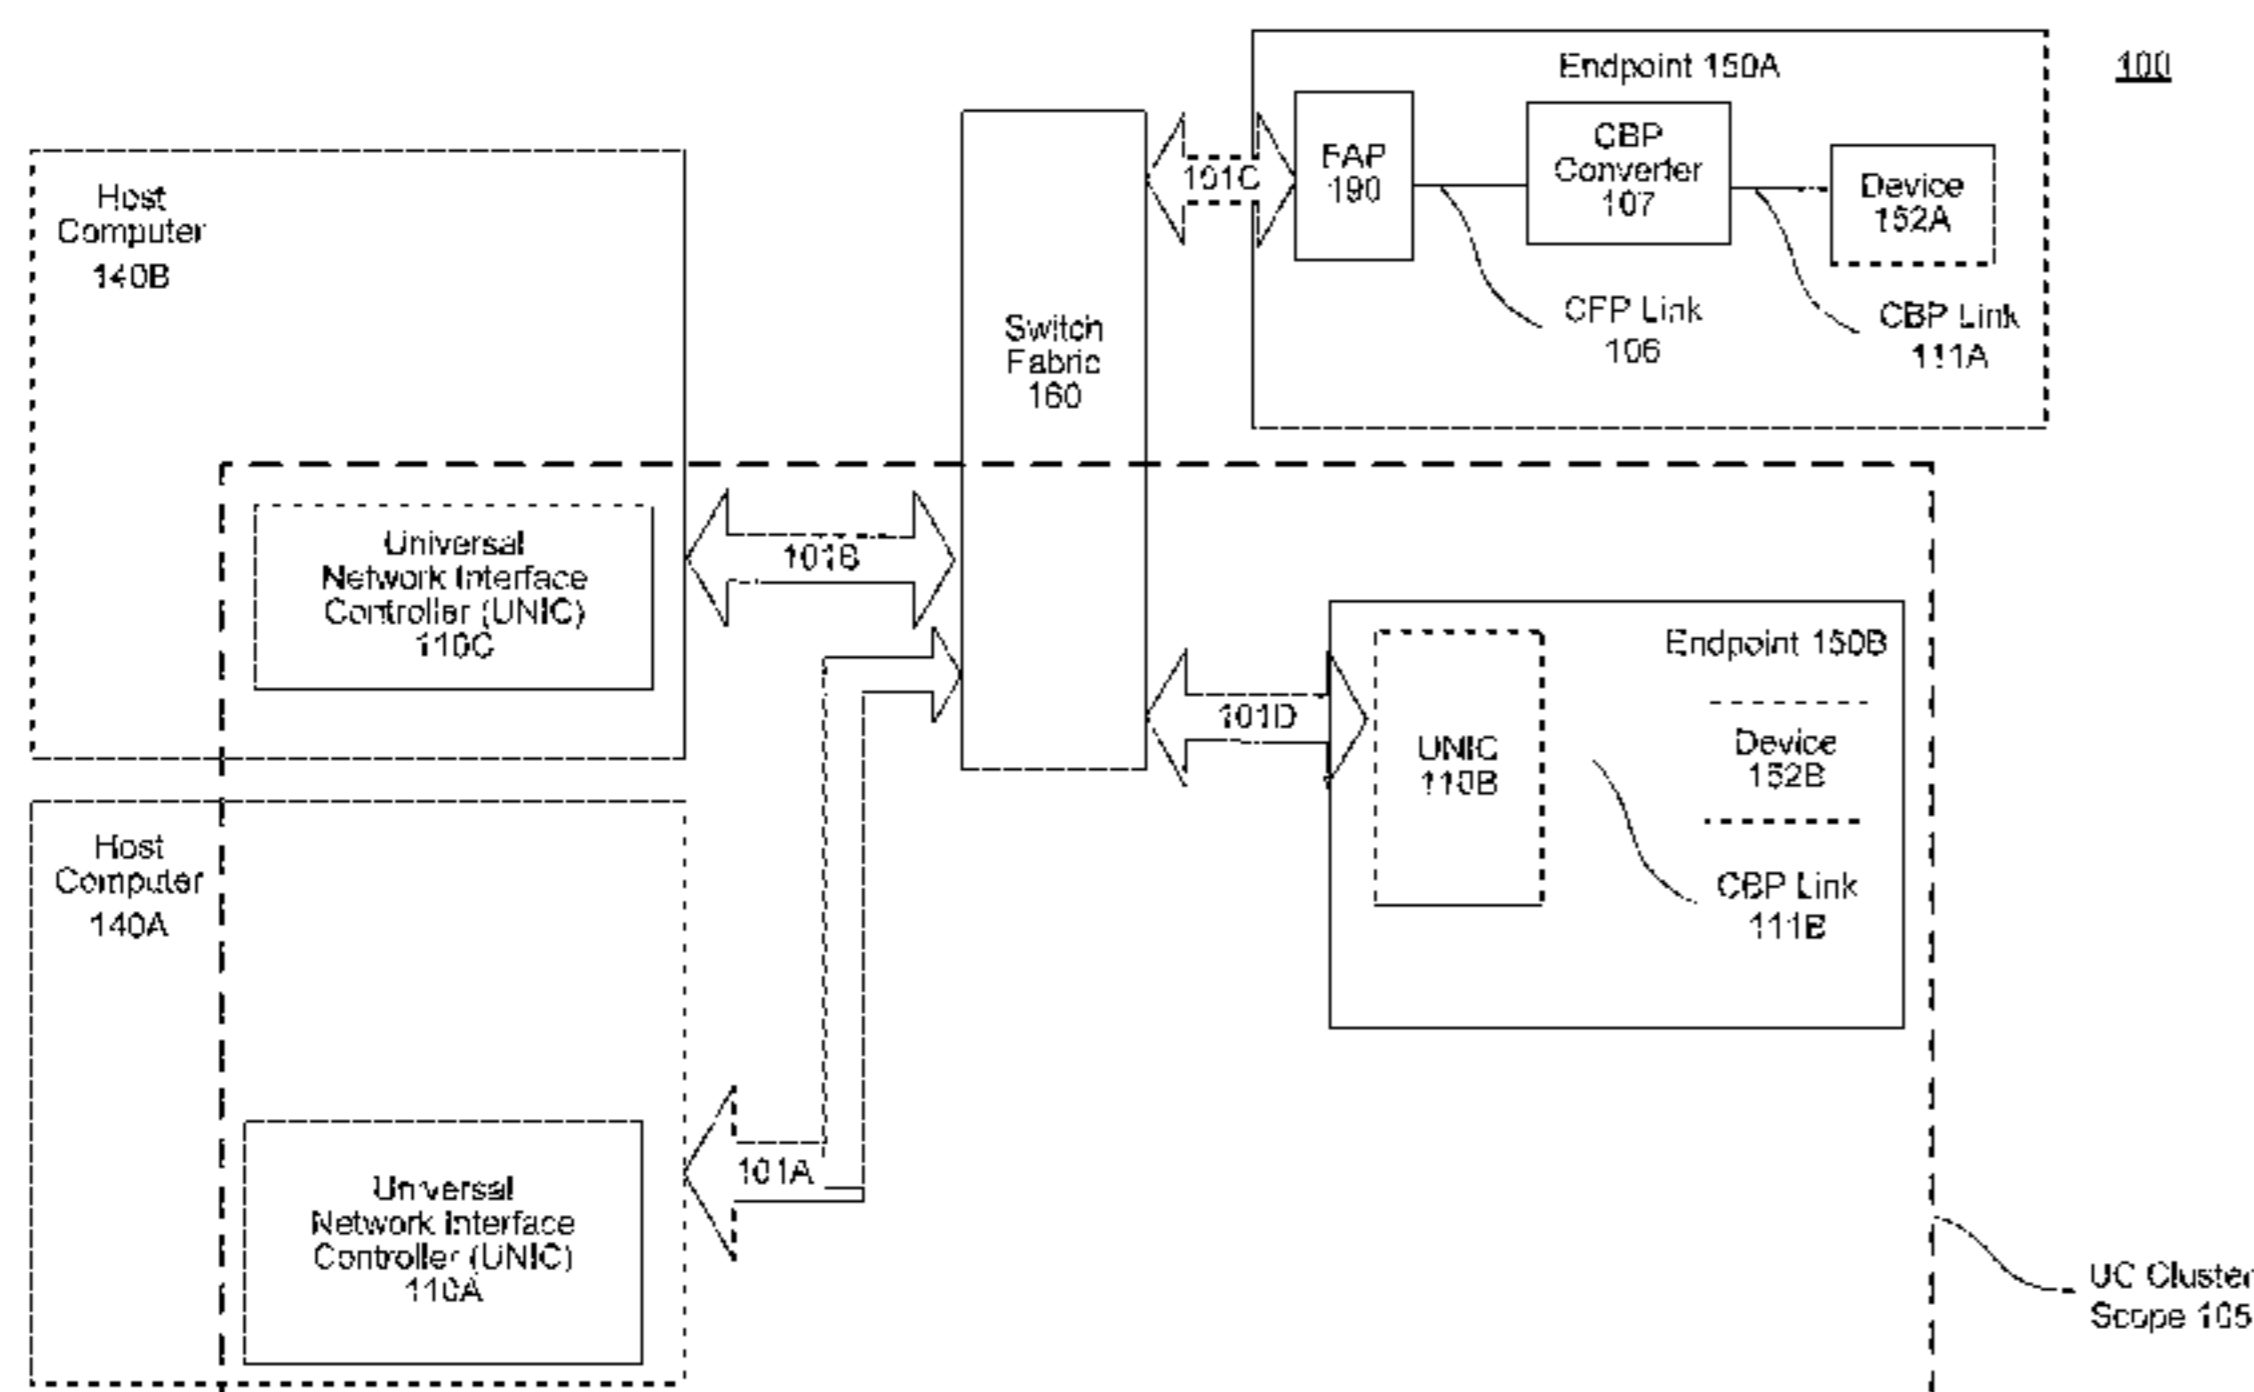 100
Endpoint 150A
FAP
190
CBP
Converter
107
Device
152A
101C
CFP Link
106
CBP Link
111A
Host
Computer
140B
Switch
Fabric
160
Universal
Network Interface
Controller (UNIC)
110C
101B
Endpoint 150B
UNIC
110B
Device
152B
101D
CBP Link
111B
Host
Computer
140A
Universal
Network Interface
Controller (UNIC)
110A
101A
UC Cluster
Scope 105